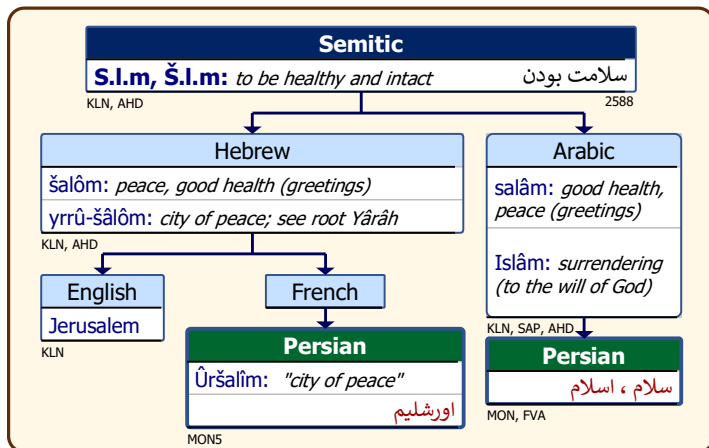 Semitic
S.l.m, Š.l.m: to be healthy and intact سلامت بودن
KLN, AHD 2588
Hebrew
šalôm: peace, good health (greetings)
yrrû-šâlôm: city of peace; see root Yârâh
KLN, AHD
Arabic
salâm: good health,
peace (greetings)
Islâm: surrendering
(to the will of God)
KLN, SAP, AHD
English
Jerusalem
KLN
French
Persian
Ûršalîm: "city of peace"
اورشلیم
MON5
Persian
سلام ، اسلام
MON, FVA